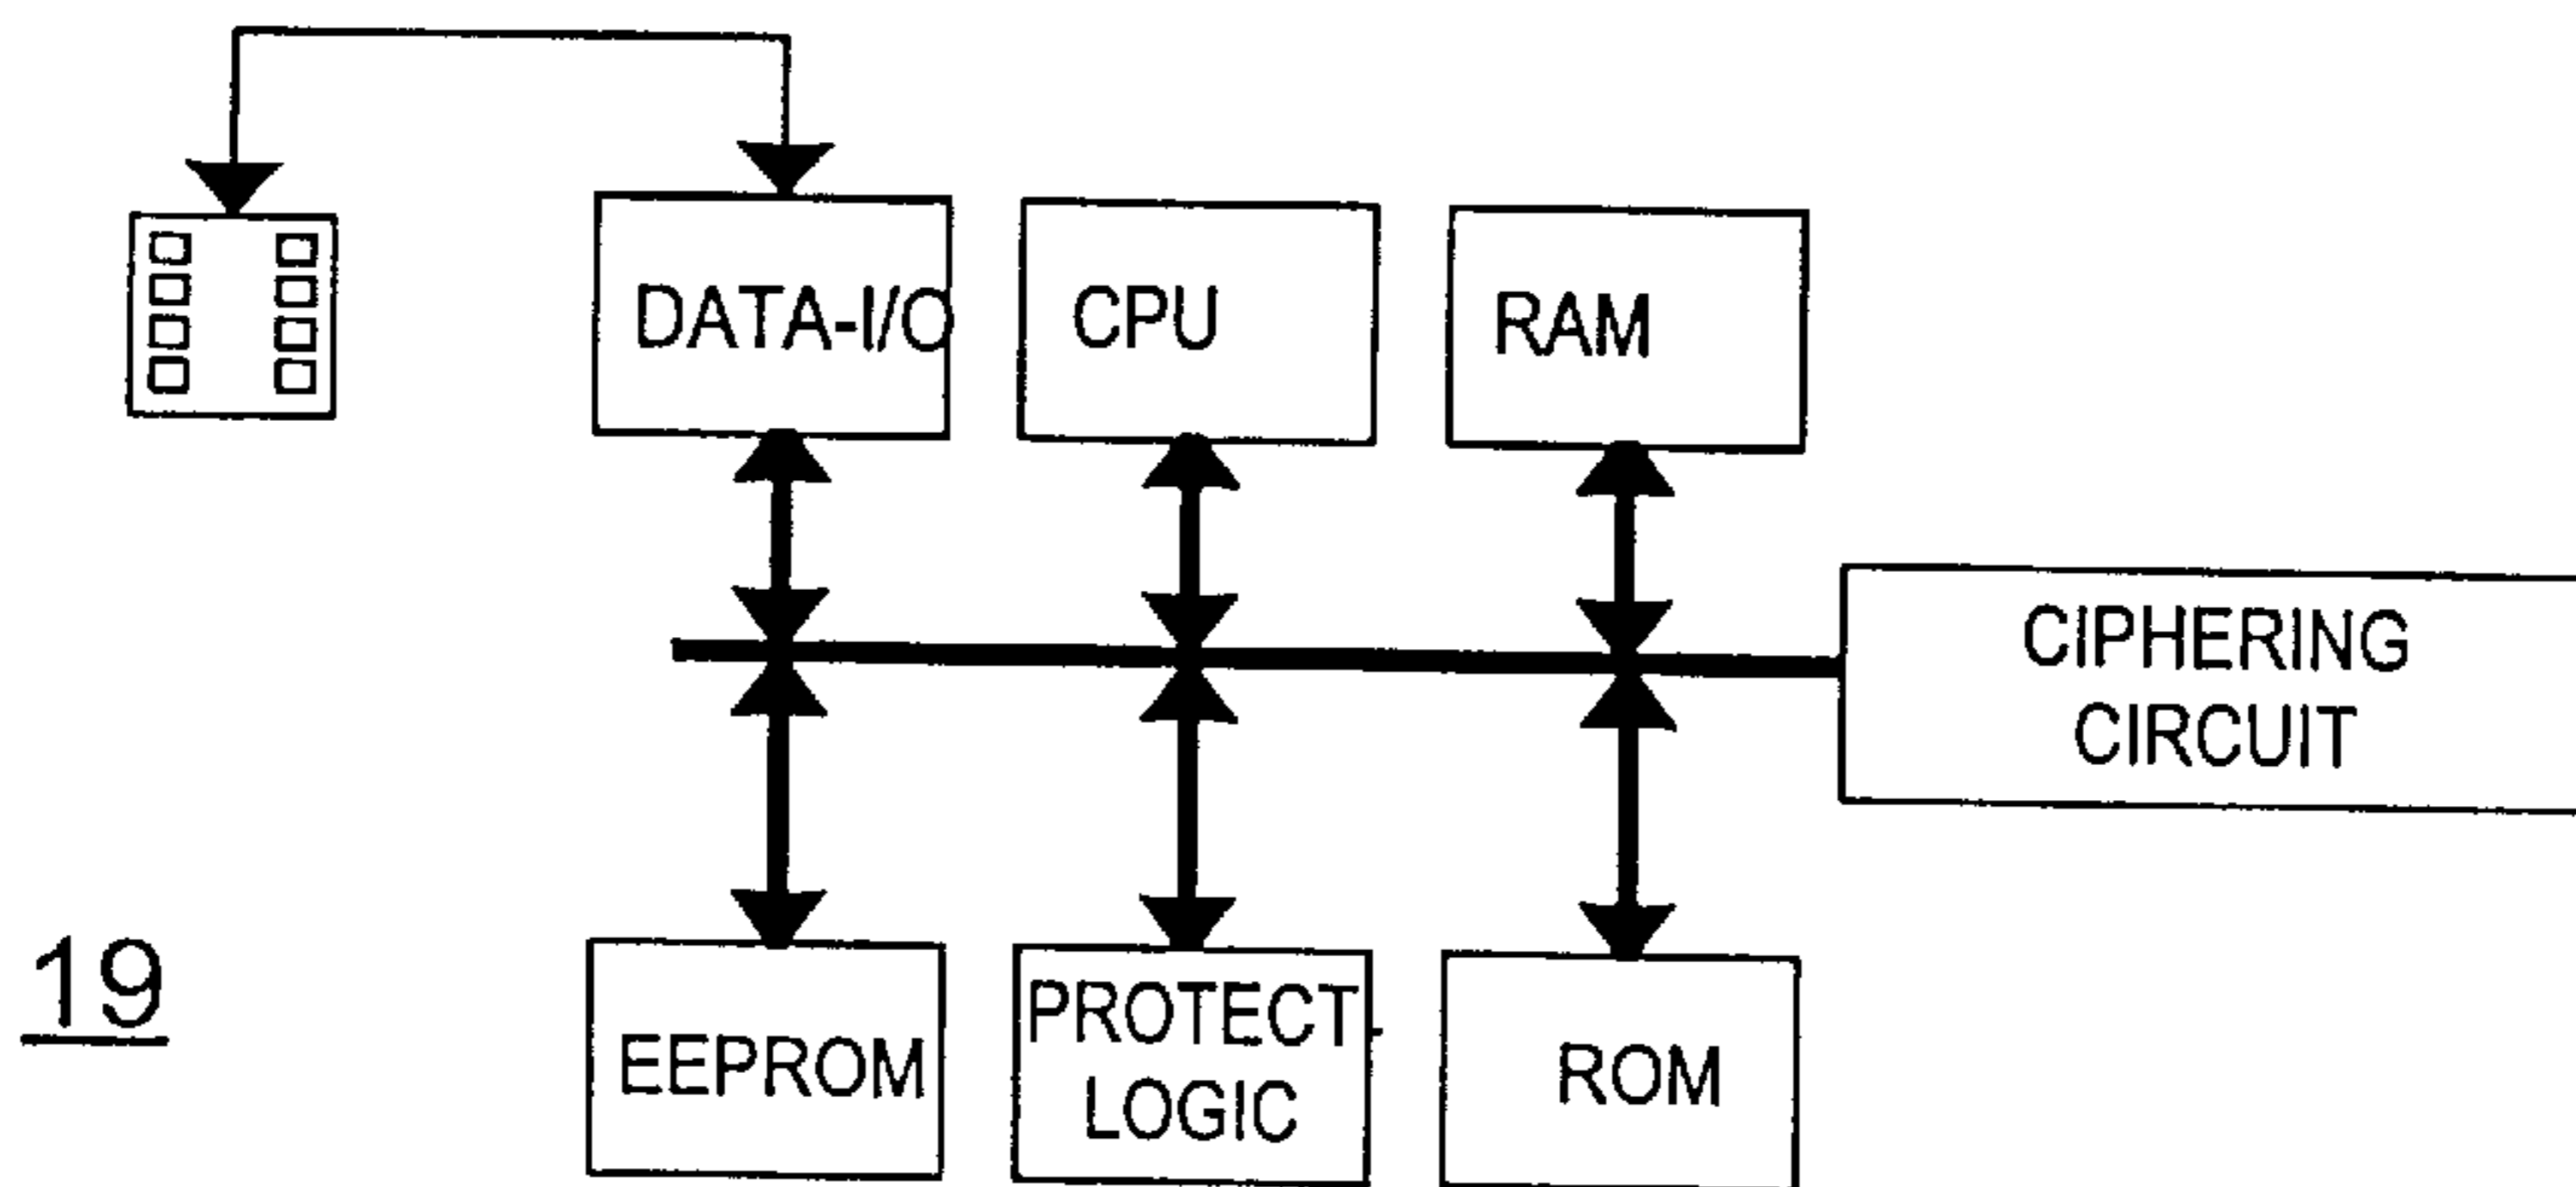 DATA-I/O
CPU
RAM
CIPHERING
CIRCUIT
19
EEPROM
PROTECT-
LOGIC
ROM